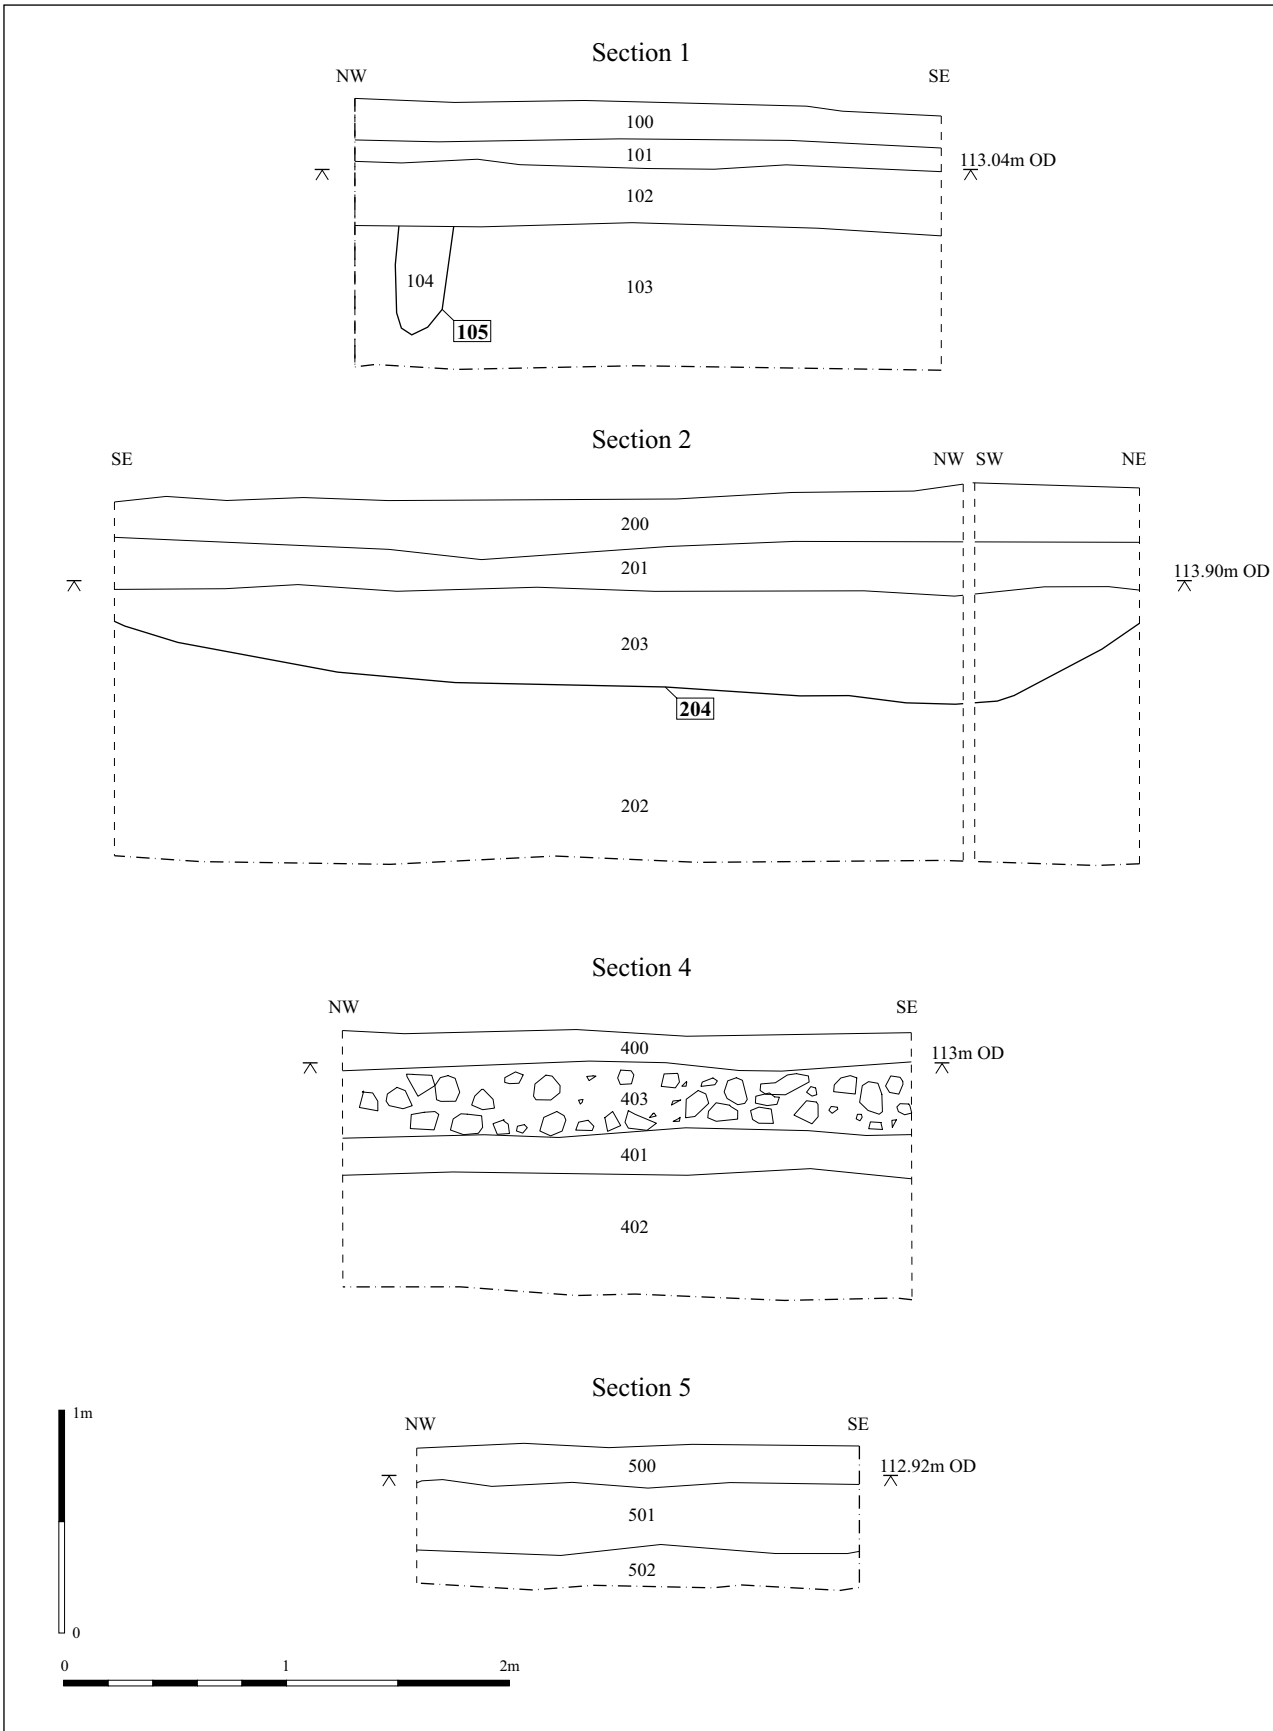 Section 1
NW SE
100
101
113.04m OD
102
104
103
105
Section 2
SE NW SW NE
200
201
113.90m OD
203
204
202
Section 4
NW SE
400
113m OD
403
401
402
Section 5
NW SE
500
112.92m OD
501
502
1m
0
0 1 2m